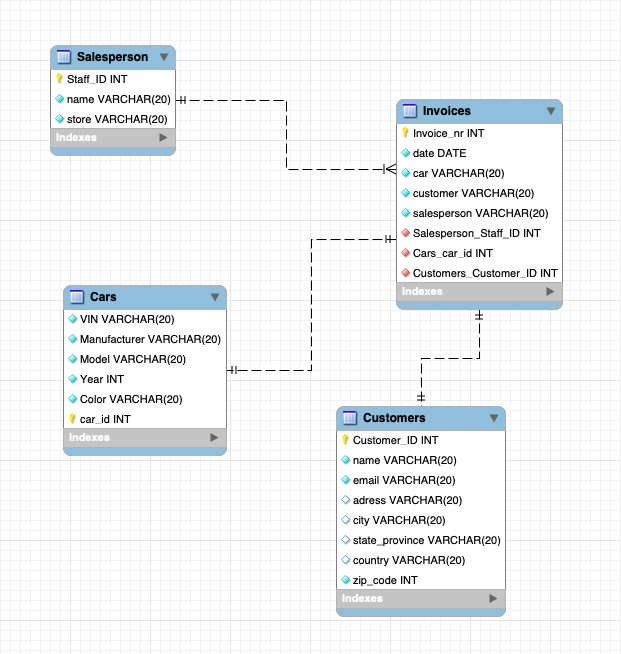 Salesperson
Staff_ID INT
name VARCHAR(20)
store VARCHAR(20)
Indexes
Invoices
Invoice_nr INT
date DATE
car VARCHAR(20)
customer VARCHAR(20)
salesperson VARCHAR(20)
Salesperson_Staff_ID INT
Cars_car_id INT
Customers_Customer_ID INT
Indexes
Cars
VIN VARCHAR(20)
Manufacturer VARCHAR(20)
Model VARCHAR(20)
Year INT
Color VARCHAR(20)
car_id INT
Indexes
Customers
Customer_ID INT
name VARCHAR(20)
email VARCHAR(20)
adress VARCHAR(20)
city VARCHAR(20)
state_province VARCHAR(20)
country VARCHAR(20)
zip_code INT
Indexes